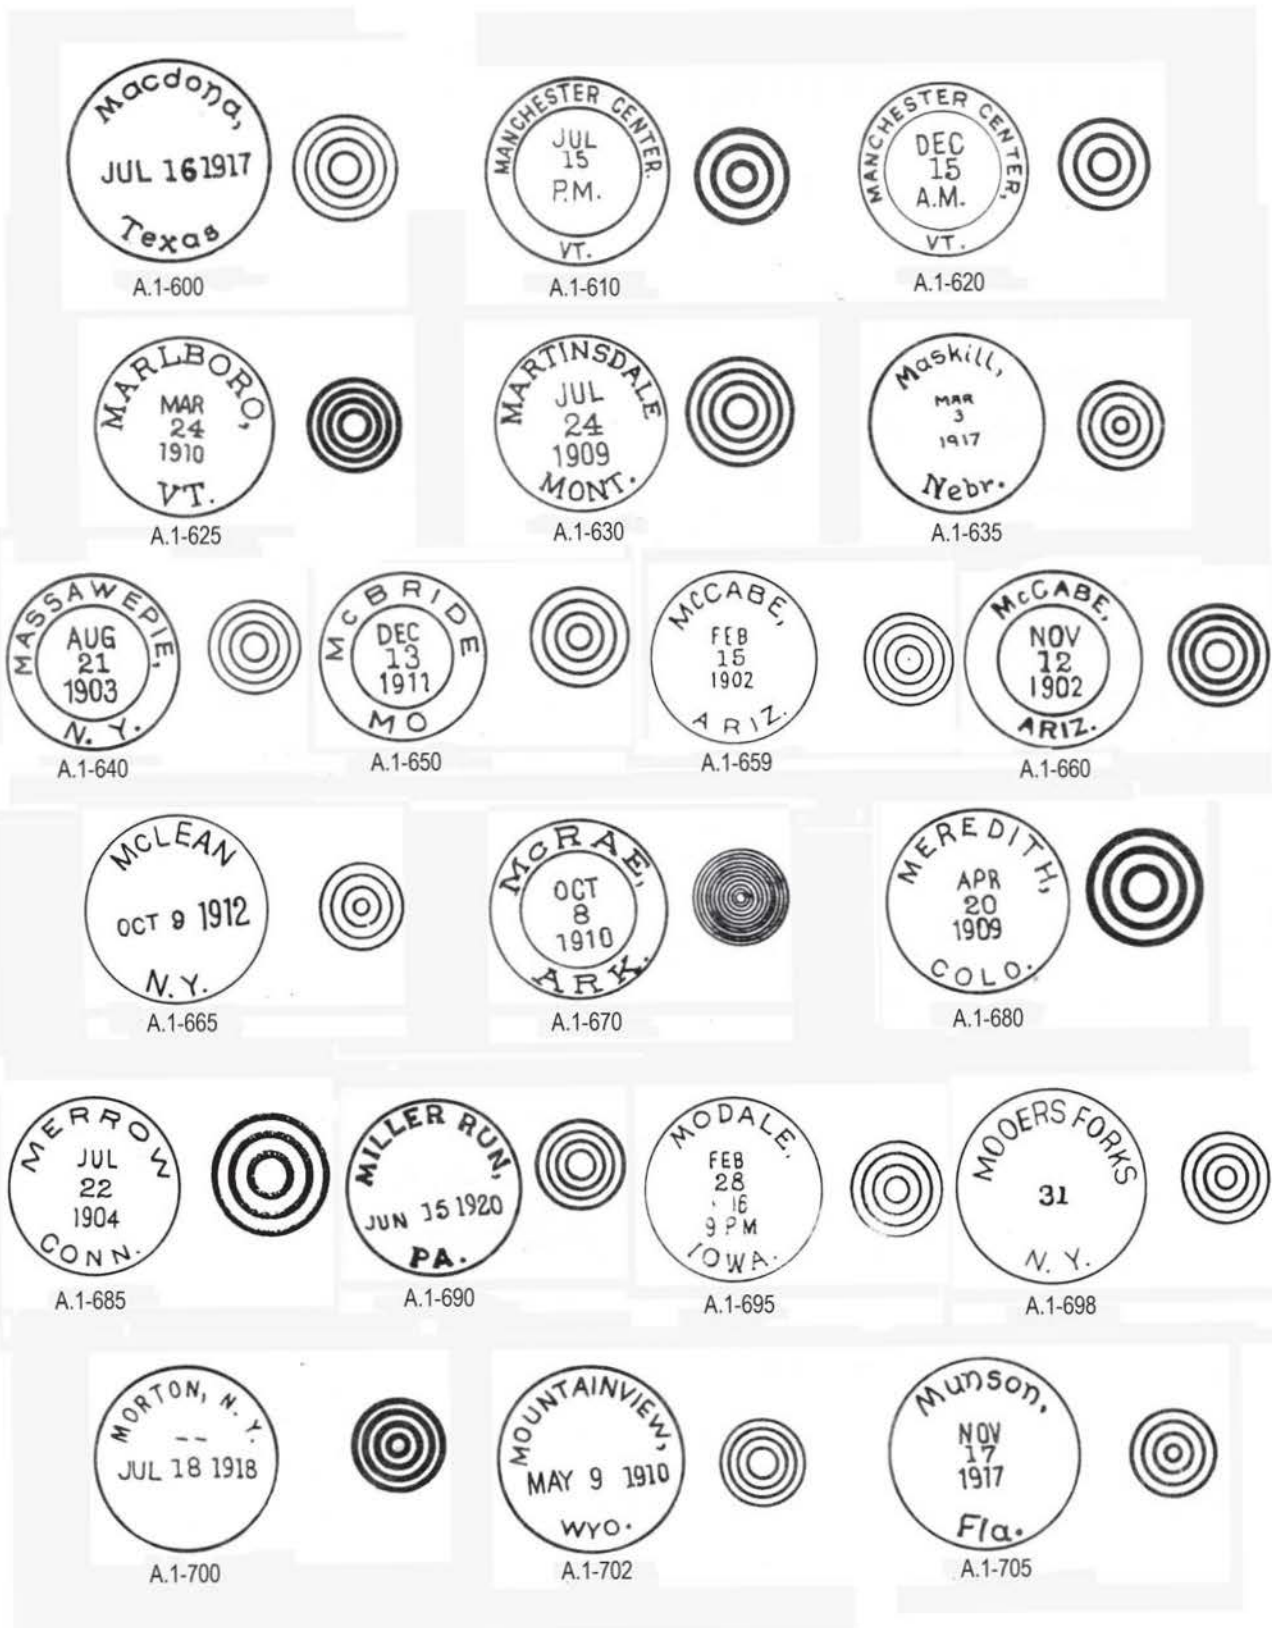 Macdona,
JUL 16 1917
Texas
A.1-600
MANCHESTER CENTER.
JUL
15
P.M.
VT.
A.1-610
MANCHESTER CENTER,
DEC
15
A.M.
VT.
A.1-620
MARLBORO,
MAR
24
1910
VT.
A.1-625
MARTINSDALE
JUL
24
1909
MONT.
A.1-630
Maskill,
MAR
3
1917
Nebr.
A.1-635
MASSAWEPIE,
AUG
21
1903
N. Y.
A.1-640
McBRIDE
DEC
13
1911
MO
A.1-650
MCCABE,
FEB
15
1902
ARIZ.
A.1-659
McCABE,
NOV
12
1902
ARIZ.
A.1-660
MCLEAN
OCT 9 1912
N.Y.
A.1-665
McRAE,
OCT
8
1910
ARK.
A.1-670
MEREDITH,
APR
20
1909
COLO.
A.1-680
MERROW
JUL
22
1904
CONN.
A.1-685
MILLER RUN,
JUN 15 1920
PA.
A.1-690
MODALE,
FEB
28
16
9 PM
IOWA.
A.1-695
MOOERS FORKS
31
N. Y.
A.1-698
MORTON, N. Y.
--
JUL 18 1918
A.1-700
MOUNTAINVIEW,
MAY 9 1910
WYO.
A.1-702
Munson,
NOV
17
1917
Fla.
A.1-705